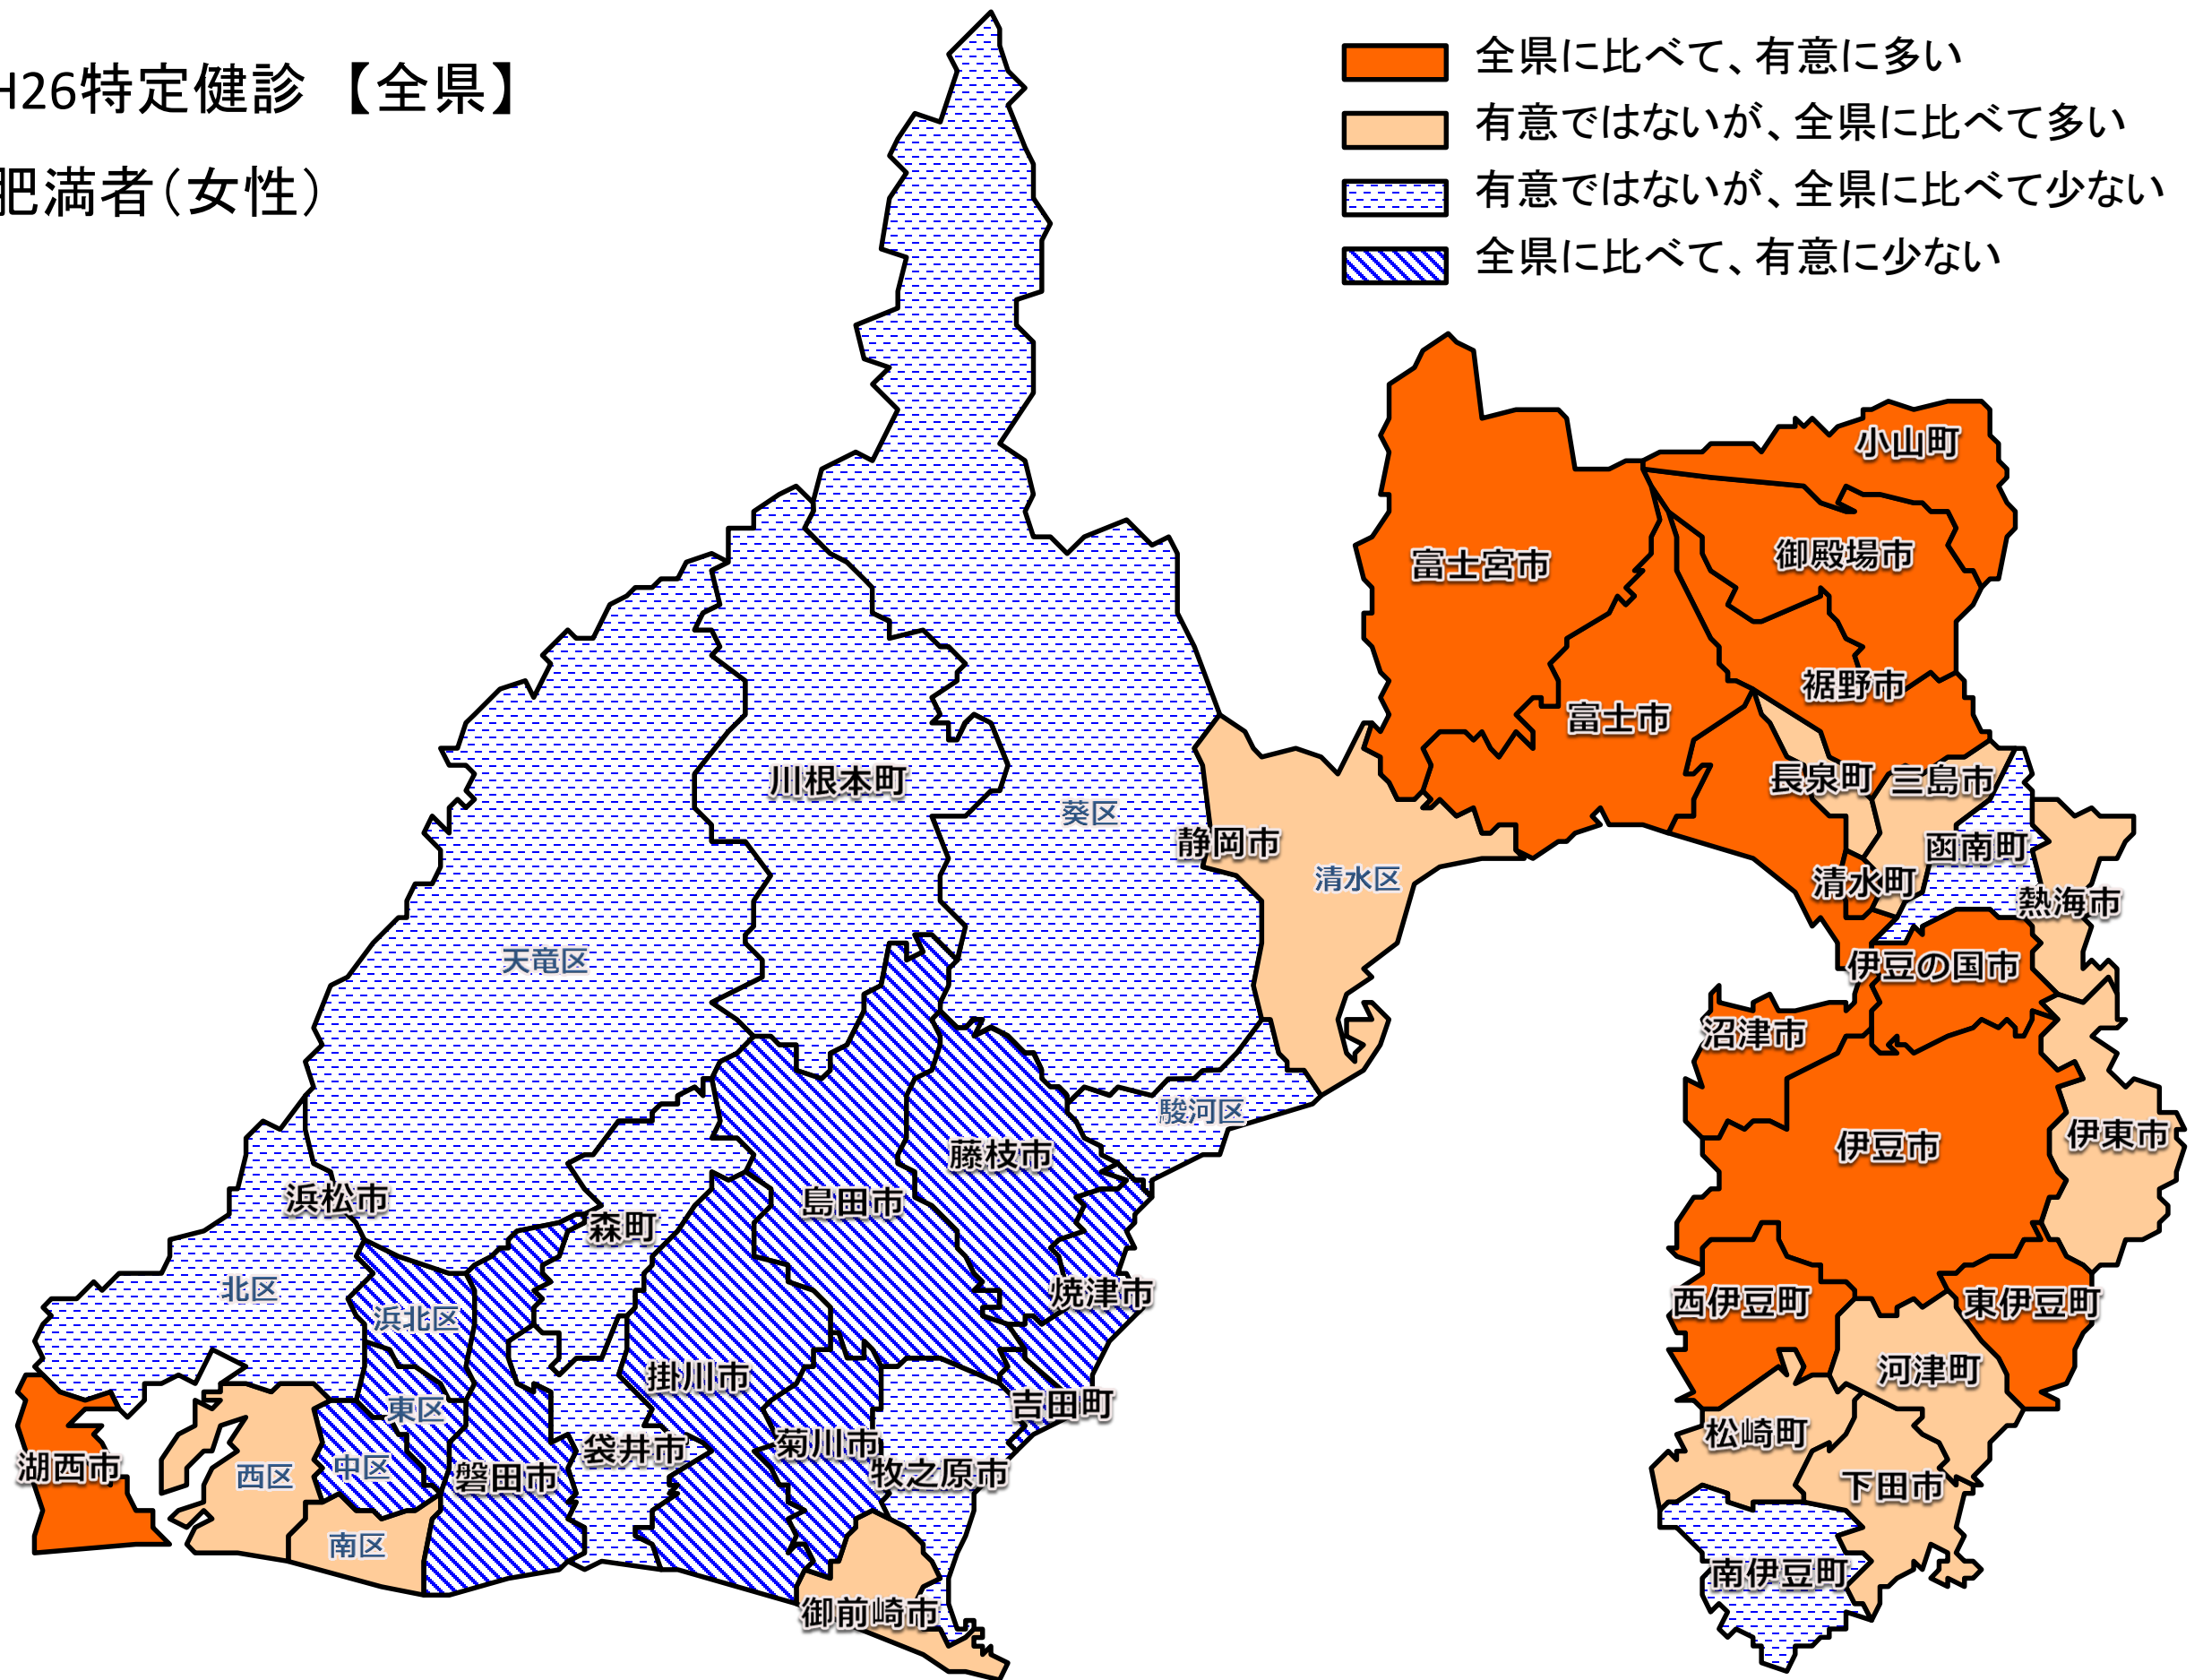 H26特定健診 【全県】
肥満者(女性)
全県に比べて、有意に多い
有意ではないが、全県に比べて多い
有意ではないが、全県に比べて少ない
全県に比べて、有意に少ない
小山町
御殿場市
富士宮市
裾野市
富士市
長泉町
三島市
川根本町
葵区
静岡市
函南町
清水区
清水町
熱海市
天竜区
伊豆の国市
沼津市
駿河区
伊東市
藤枝市
伊豆市
浜松市
島田市
森町
北区
焼津市
西伊豆町
東伊豆町
浜北区
河津町
掛川市
吉田町
東区
松崎町
菊川市
袋井市
湖西市
中区
西区
磐田市
牧之原市
下田市
南区
南伊豆町
御前崎市